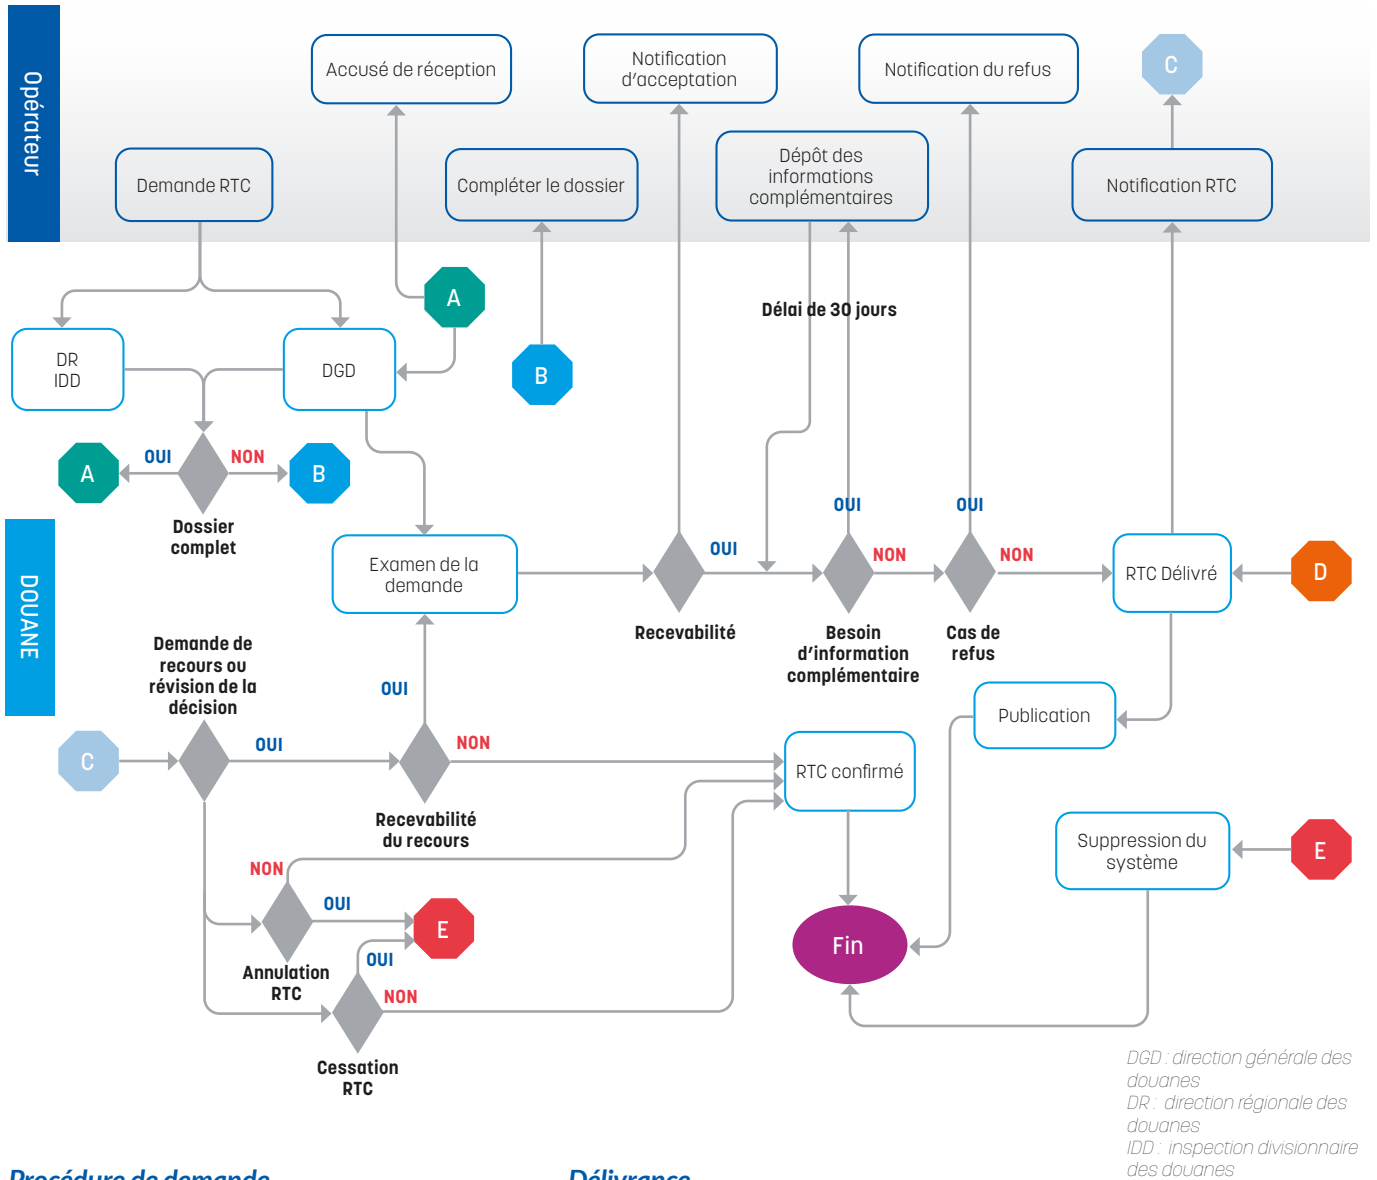 Opérateur
Accusé de réception
Notification
d'acceptation
Notification du refus
C
Demande RTC
Compléter le dossier
Dépôt des
informations
complémentaires
Notification RTC
A
Délai de 30 jours
DR
IDD
DGD
B
A
OUI
NON
B
Dossier
complet
DOUANE
Examen de la
demande
OUI
Recevabilité
OUI
NON
Besoin
d'information
complémentaire
OUI
NON
Cas de
refus
RTC Délivré
D
Demande de
recours ou
révision de la
décision
C
OUI
OUI
NON
Recevabilité
du recours
RTC confirmé
Publication
Suppression du
système
E
NON
OUI
E
Annulation
RTC
OUI
NON
Cessation
RTC
Fin
DGD : direction générale des
douanes
DR : direction régionale des
douanes
IDD : inspection divisionnaire
des douanes
Procédure de demande
Délivrance